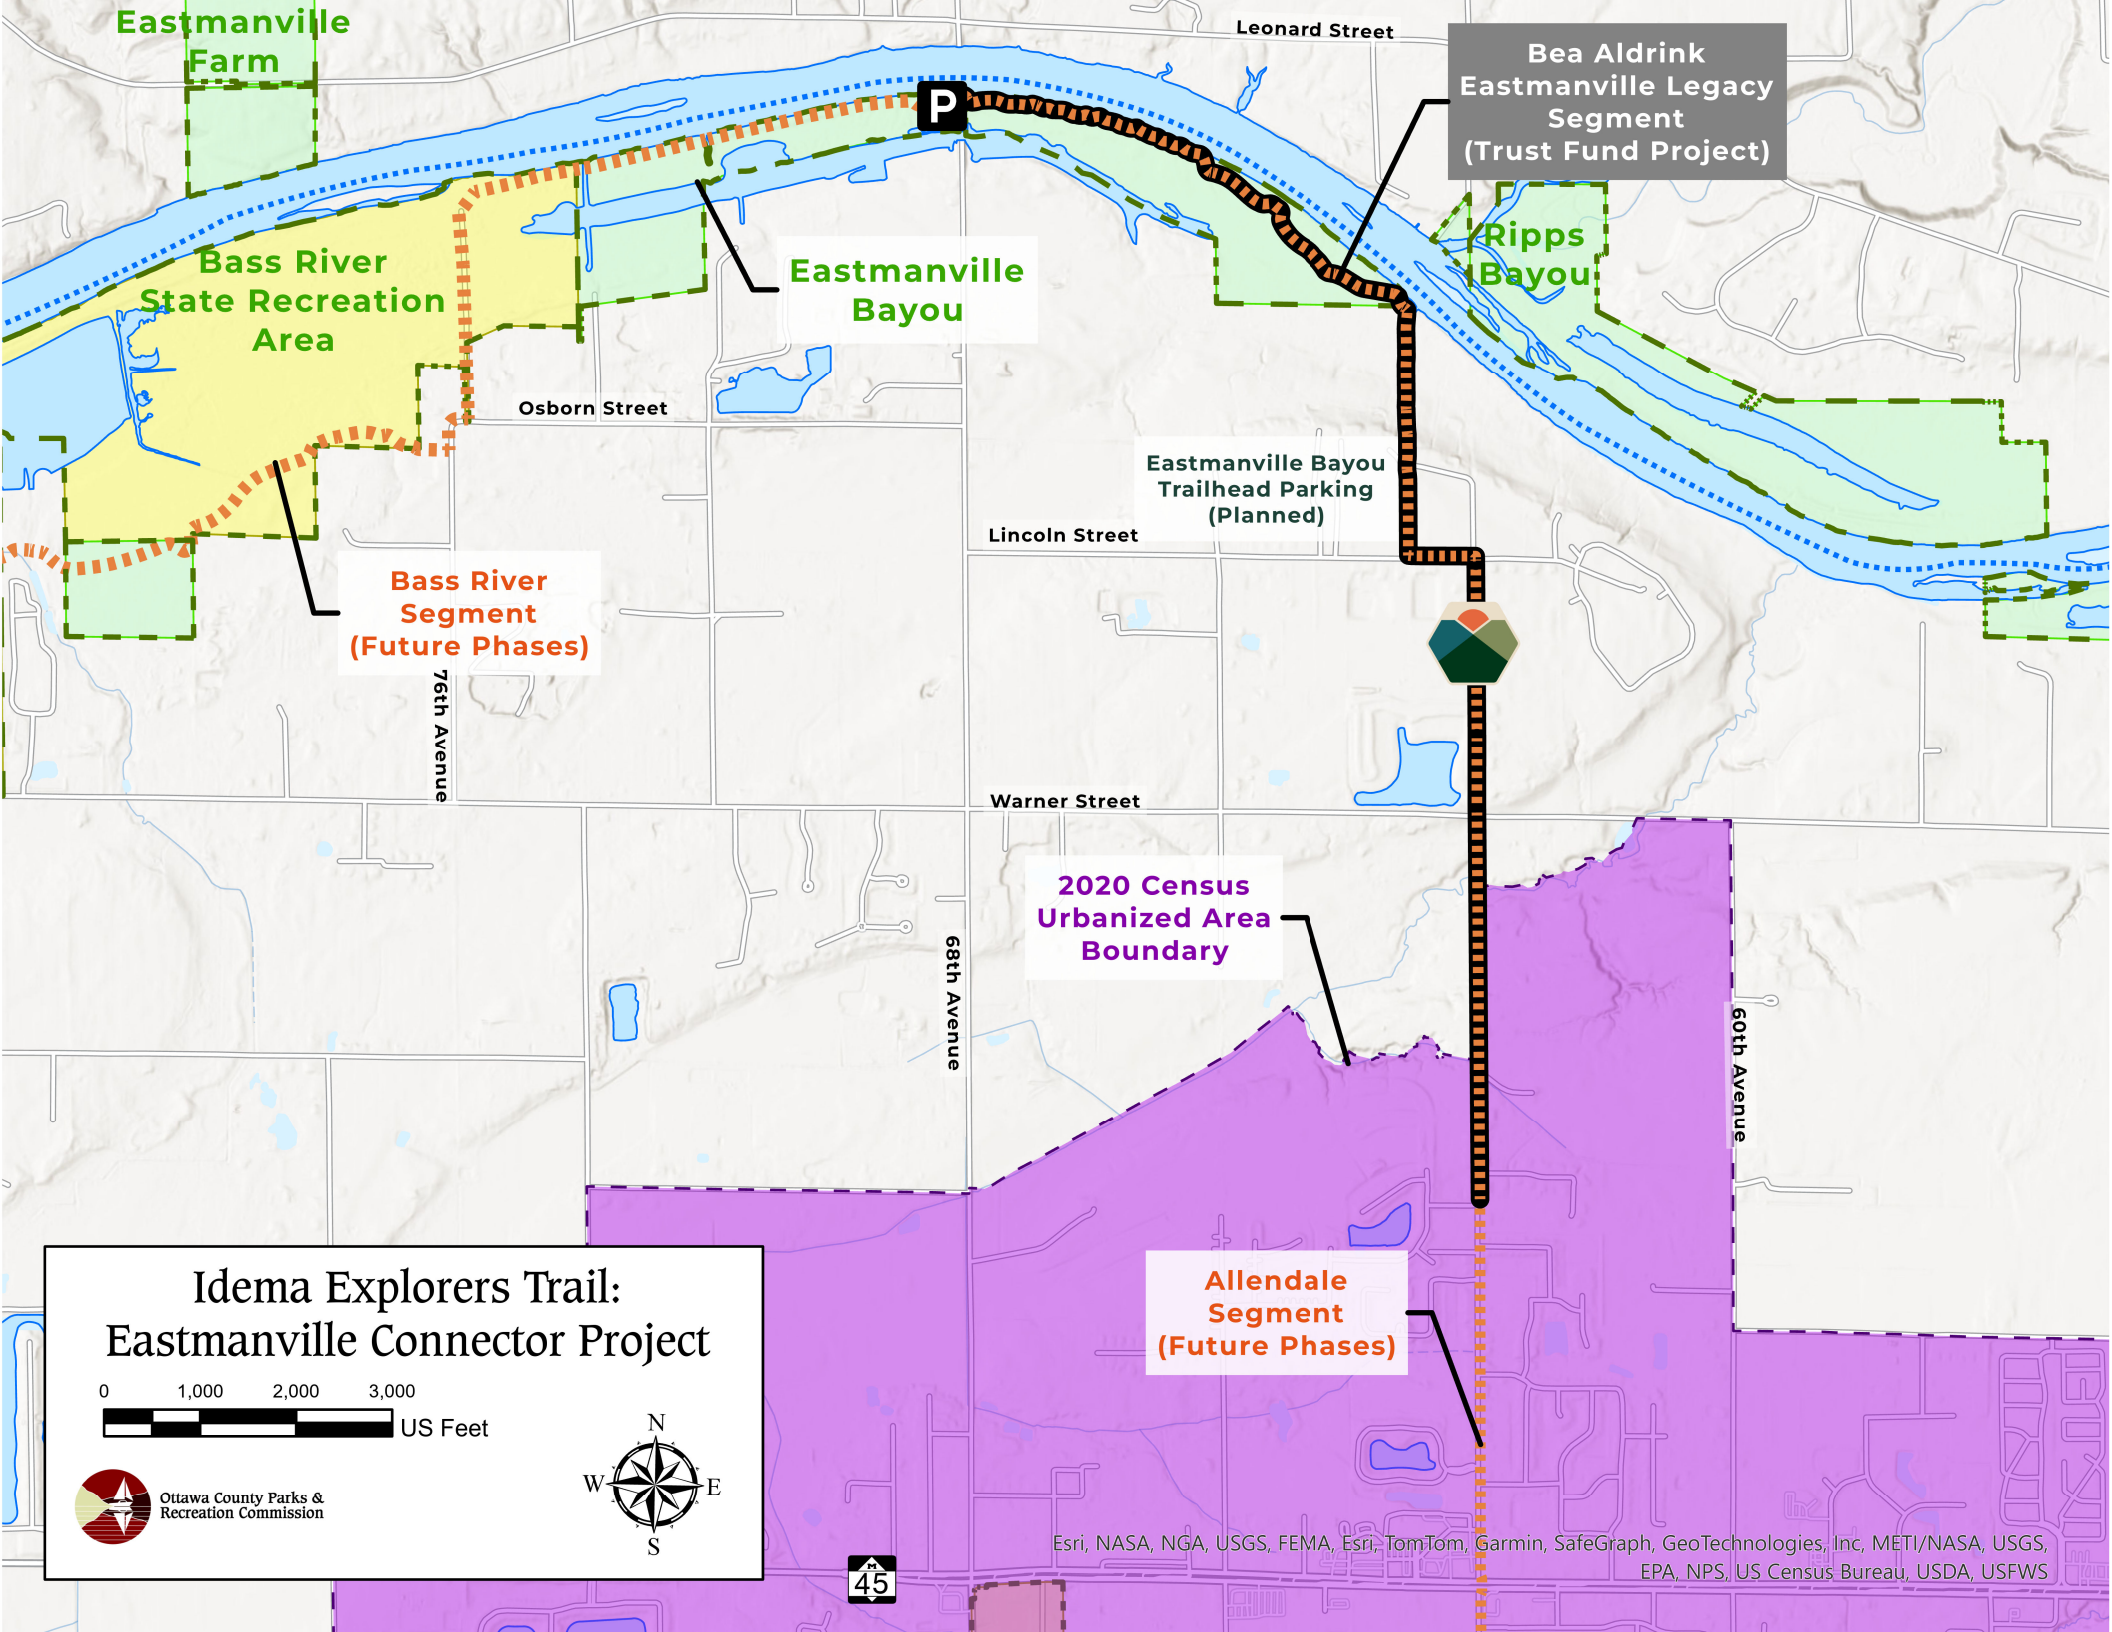 Eastmanville
Farm
Leonard Street
Bea Aldrink
Eastmanville Legacy
Segment
(Trust Fund Project)
P
Ripps
Bayou
Bass River
State Recreation
Area
Eastmanville
Bayou
Osborn Street
Eastmanville Bayou
Trailhead Parking
(Planned)
Lincoln Street
Bass River
Segment
(Future Phases)
76th Avenue
Warner Street
2020 Census
Urbanized Area
Boundary
68th Avenue
60th Avenue
Allendale
Segment
(Future Phases)
Idema Explorers Trail:
Eastmanville Connector Project
0 1,000 2,000 3,000
US Feet
N
W E
S
Ottawa County Parks &
Recreation Commission
M
45
Esri, NASA, NGA, USGS, FEMA, Esri, TomTom, Garmin, SafeGraph, GeoTechnologies, Inc, METI/NASA, USGS,
EPA, NPS, US Census Bureau, USDA, USFWS